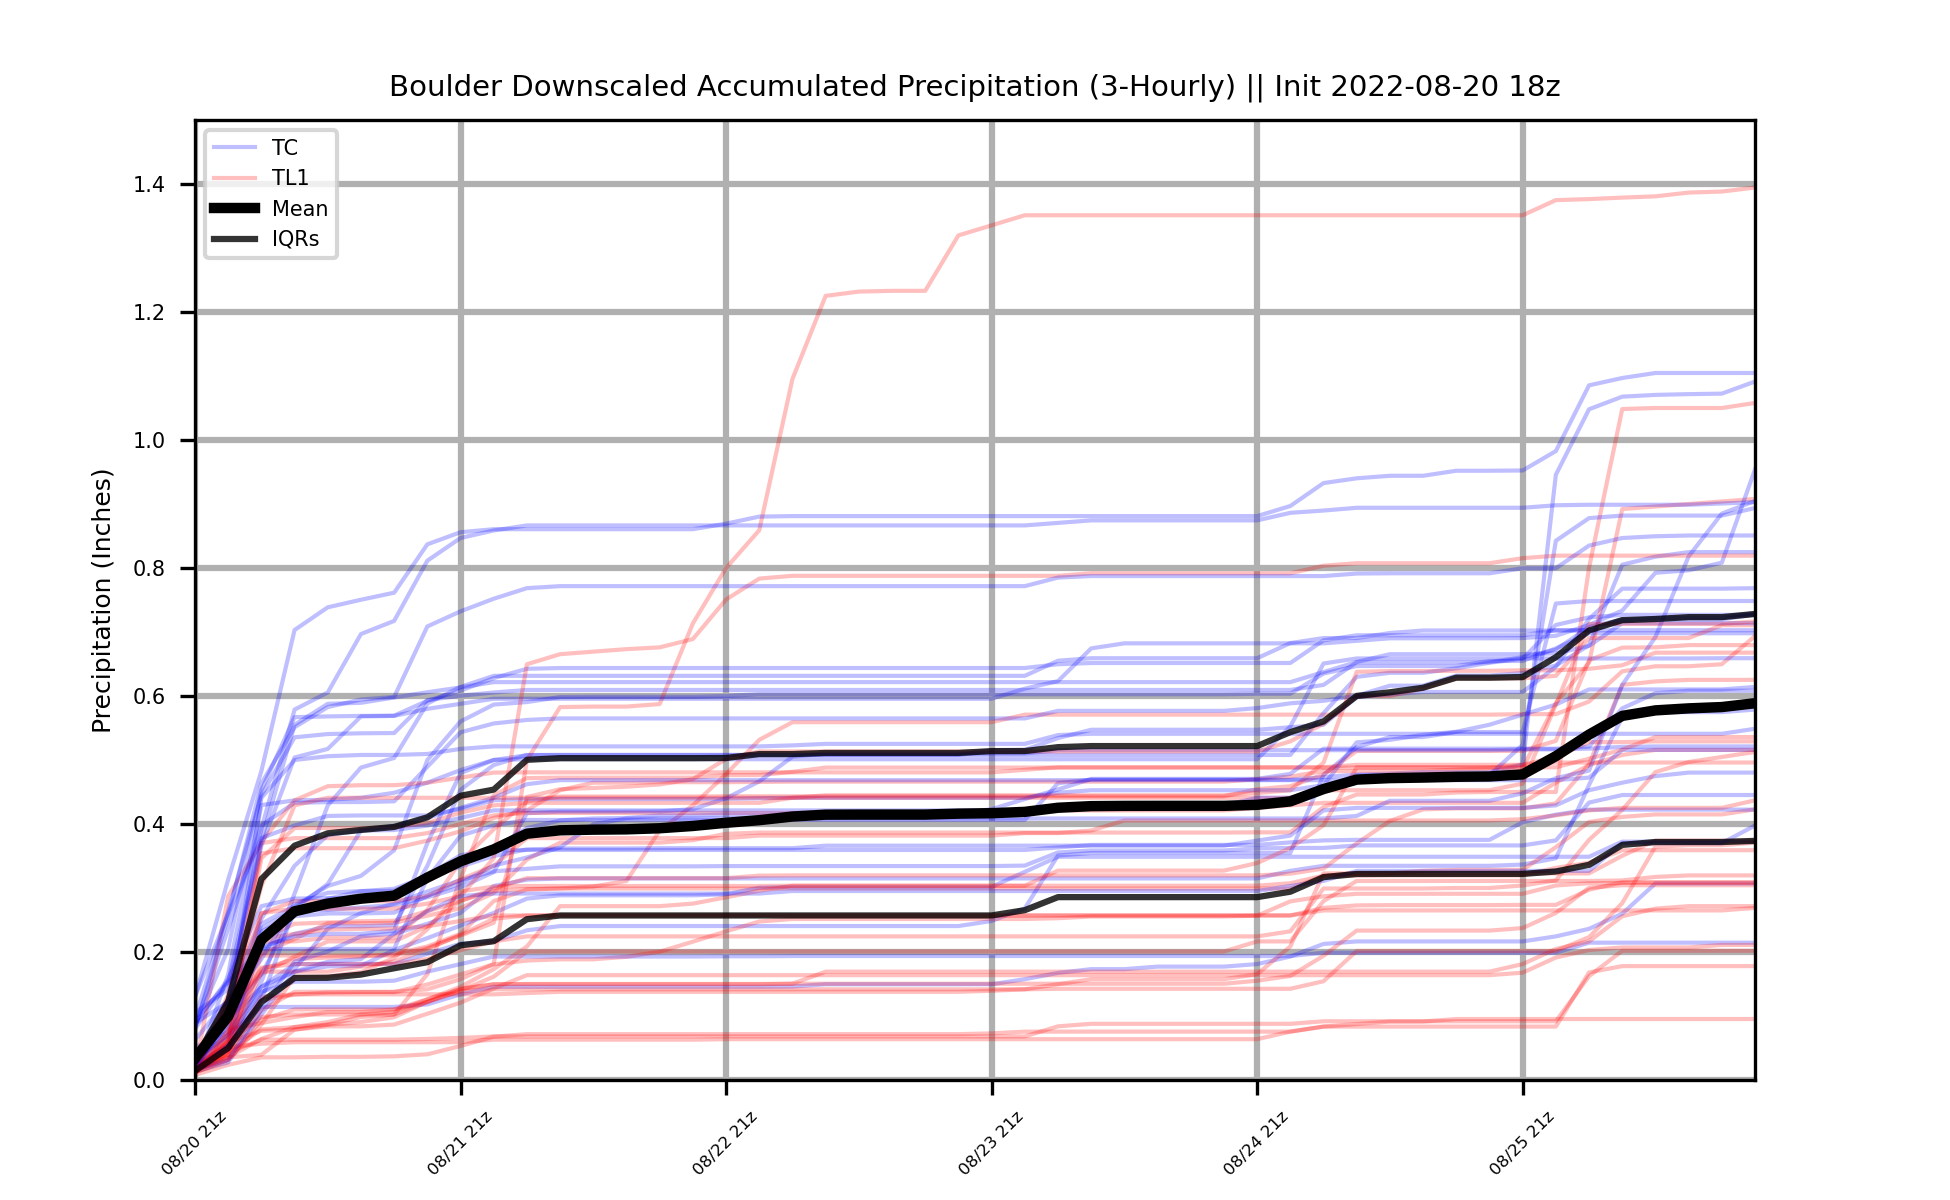 Boulder Downscaled Accumulated Precipitation (3-Hourly) || Init 2022-08-20 18z
TC
TL1
Mean
IQRs
Precipitation (Inches)
1.4
1.2
1.0
0.8
0.6
0.4
0.2
0.0
08/20 21z
08/21 21z
08/22 21z
08/23 21z
08/24 21z
08/25 21z